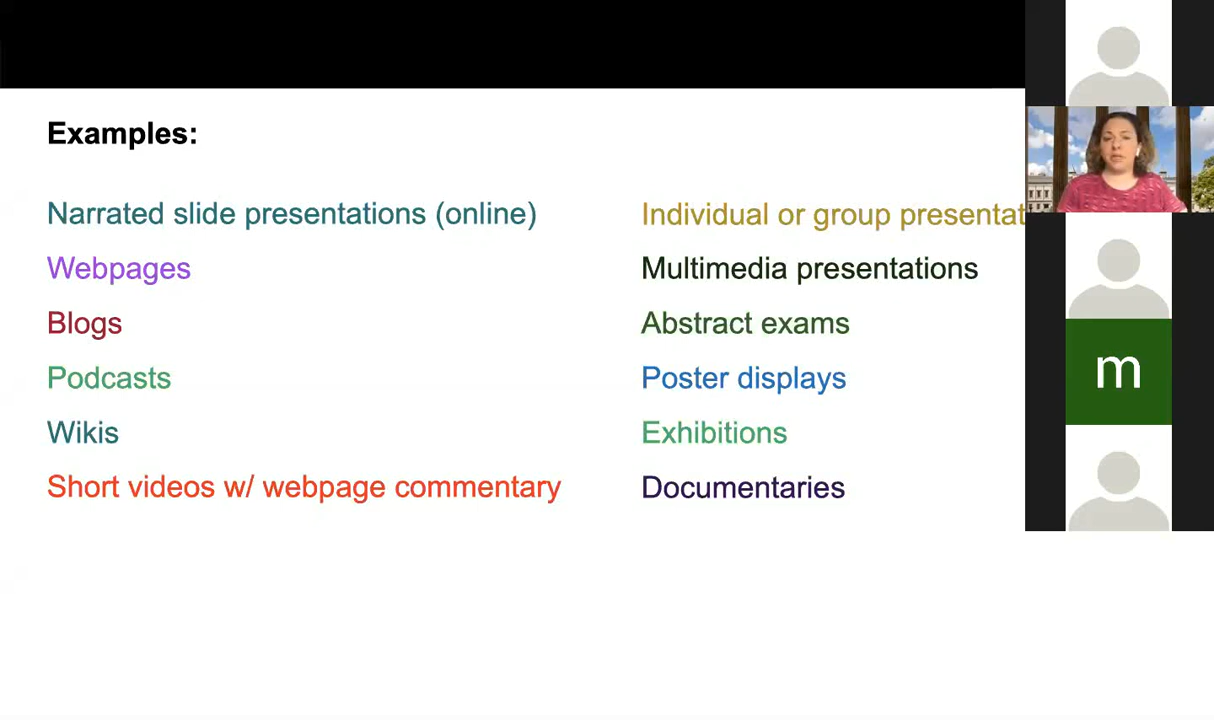 Examples:
Narrated slide presentations (online)
Webpages
Blogs
Podcasts
Wikis
Short videos w/ webpage commentary
Individual or group presentat
Multimedia presentations
Abstract exams
Poster displays
Exhibitions
Documentaries
m